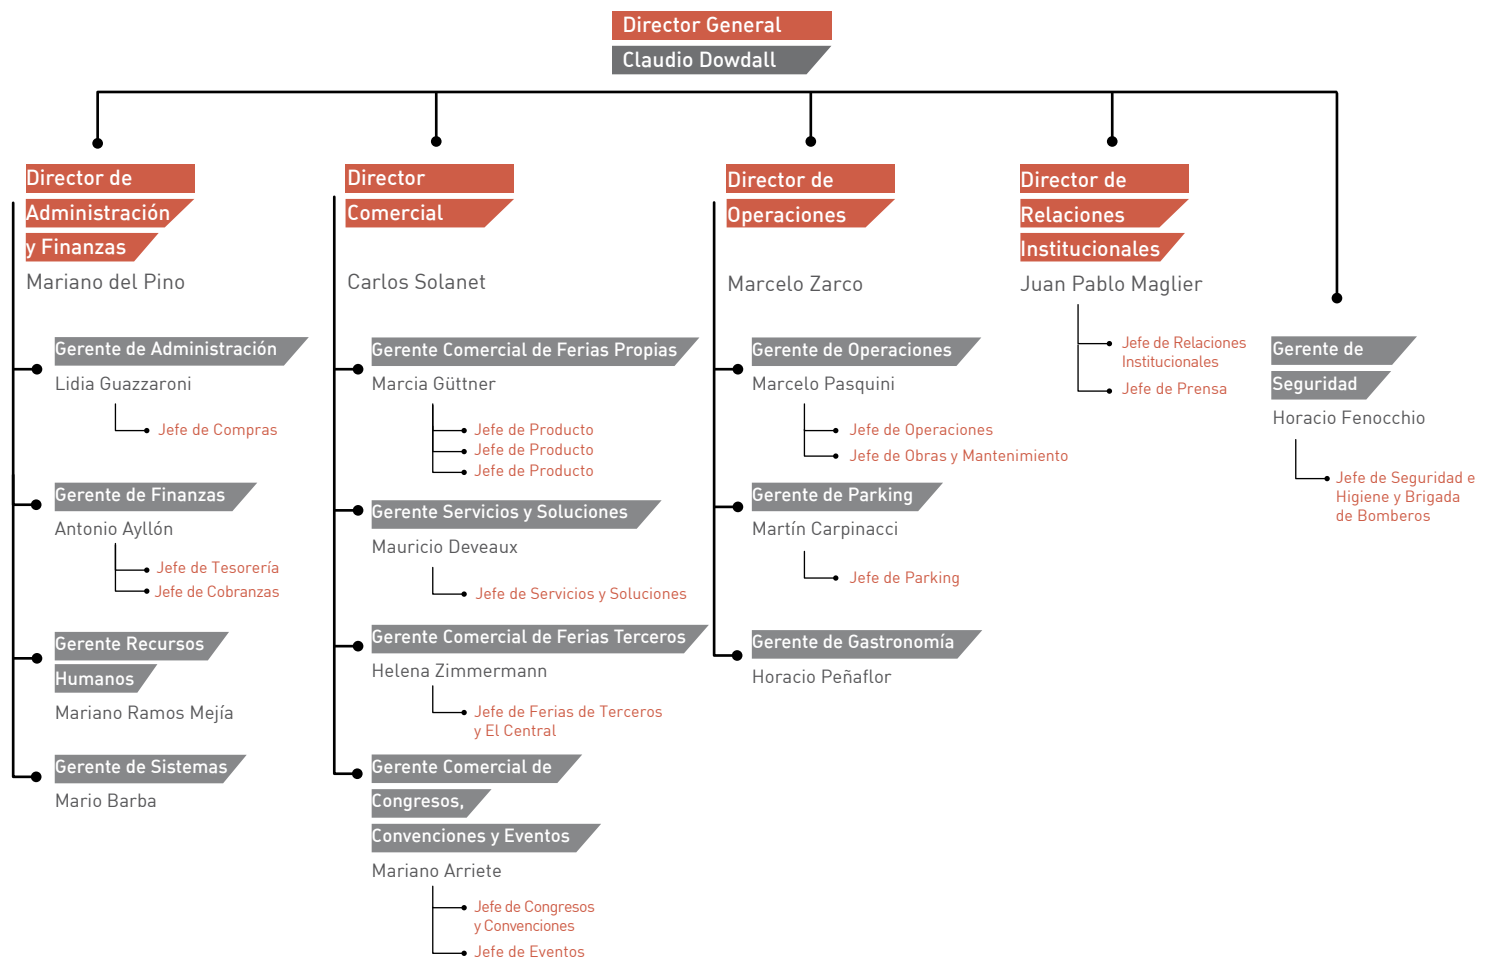 Director General
Claudio Dowdall
Director de
Administración
y Finanzas
Mariano del Pino
Gerente de Administración
Lidia Guazzaroni
Jefe de Compras
Gerente de Finanzas
Antonio Ayllón
Jefe de Tesorería
Jefe de Cobranzas
Gerente Recursos
Humanos
Mariano Ramos Mejía
Gerente de Sistemas
Mario Barba
Director
Comercial
Carlos Solanet
Gerente Comercial de Ferias Propias
Marcia Güttner
Jefe de Producto
Jefe de Producto
Jefe de Producto
Gerente Servicios y Soluciones
Mauricio Deveaux
Jefe de Servicios y Soluciones
Gerente Comercial de Ferias Terceros
Helena Zimmermann
Jefe de Ferias de Terceros
y El Central
Gerente Comercial de
Congresos,
Convenciones y Eventos
Mariano Arriete
Jefe de Congresos
y Convenciones
Jefe de Eventos
Director de
Operaciones
Marcelo Zarco
Gerente de Operaciones
Marcelo Pasquini
Jefe de Operaciones
Jefe de Obras y Mantenimiento
Gerente de Parking
Martín Carpinacci
Jefe de Parking
Gerente de Gastronomía
Horacio Peñaflor
Director de
Relaciones
Institucionales
Juan Pablo Maglier
Jefe de Relaciones
Institucionales
Jefe de Prensa
Gerente de
Seguridad
Horacio Fenocchio
Jefe de Seguridad e
Higiene y Brigada
de Bomberos